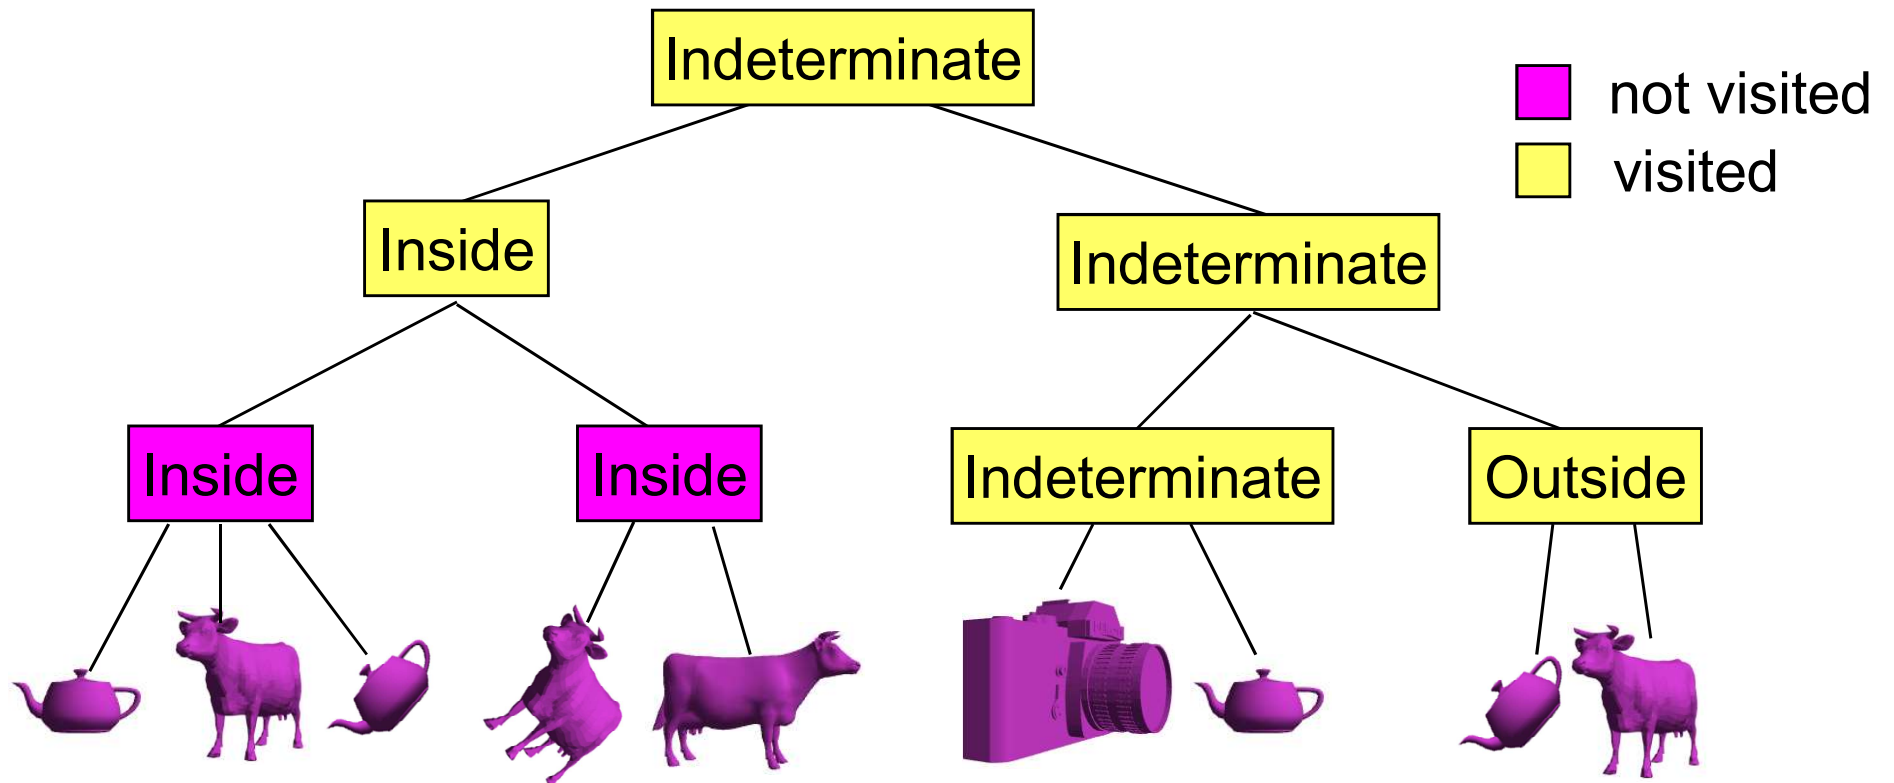 Indeterminate
not visited
visited
Inside
Indeterminate
Inside
Inside
Indeterminate
Outside